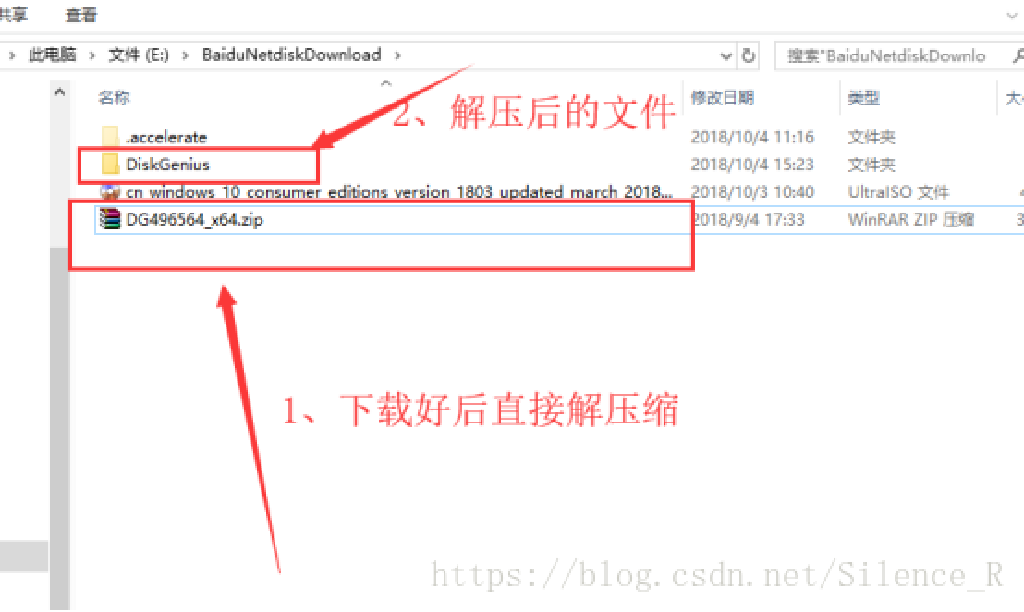 共享 查看
> 此电脑 > 文件 (E:) > BaiduNetdiskDownload >
搜索"BaiduNetdiskDownlo
名称 修改日期 类型
2、解压后的文件
.accelerate 2018/10/4 11:16 文件夹
DiskGenius 2018/10/4 15:23 文件夹
cn_windows_10_consumer_editions_version_1803_updated_march_2018... 2018/10/3 10:40 UltraISO 文件
DG496564_x64.zip 2018/9/4 17:33 WinRAR ZIP 压缩
1、下载好后直接解压缩
https://blog.csdn.net/Silence_R